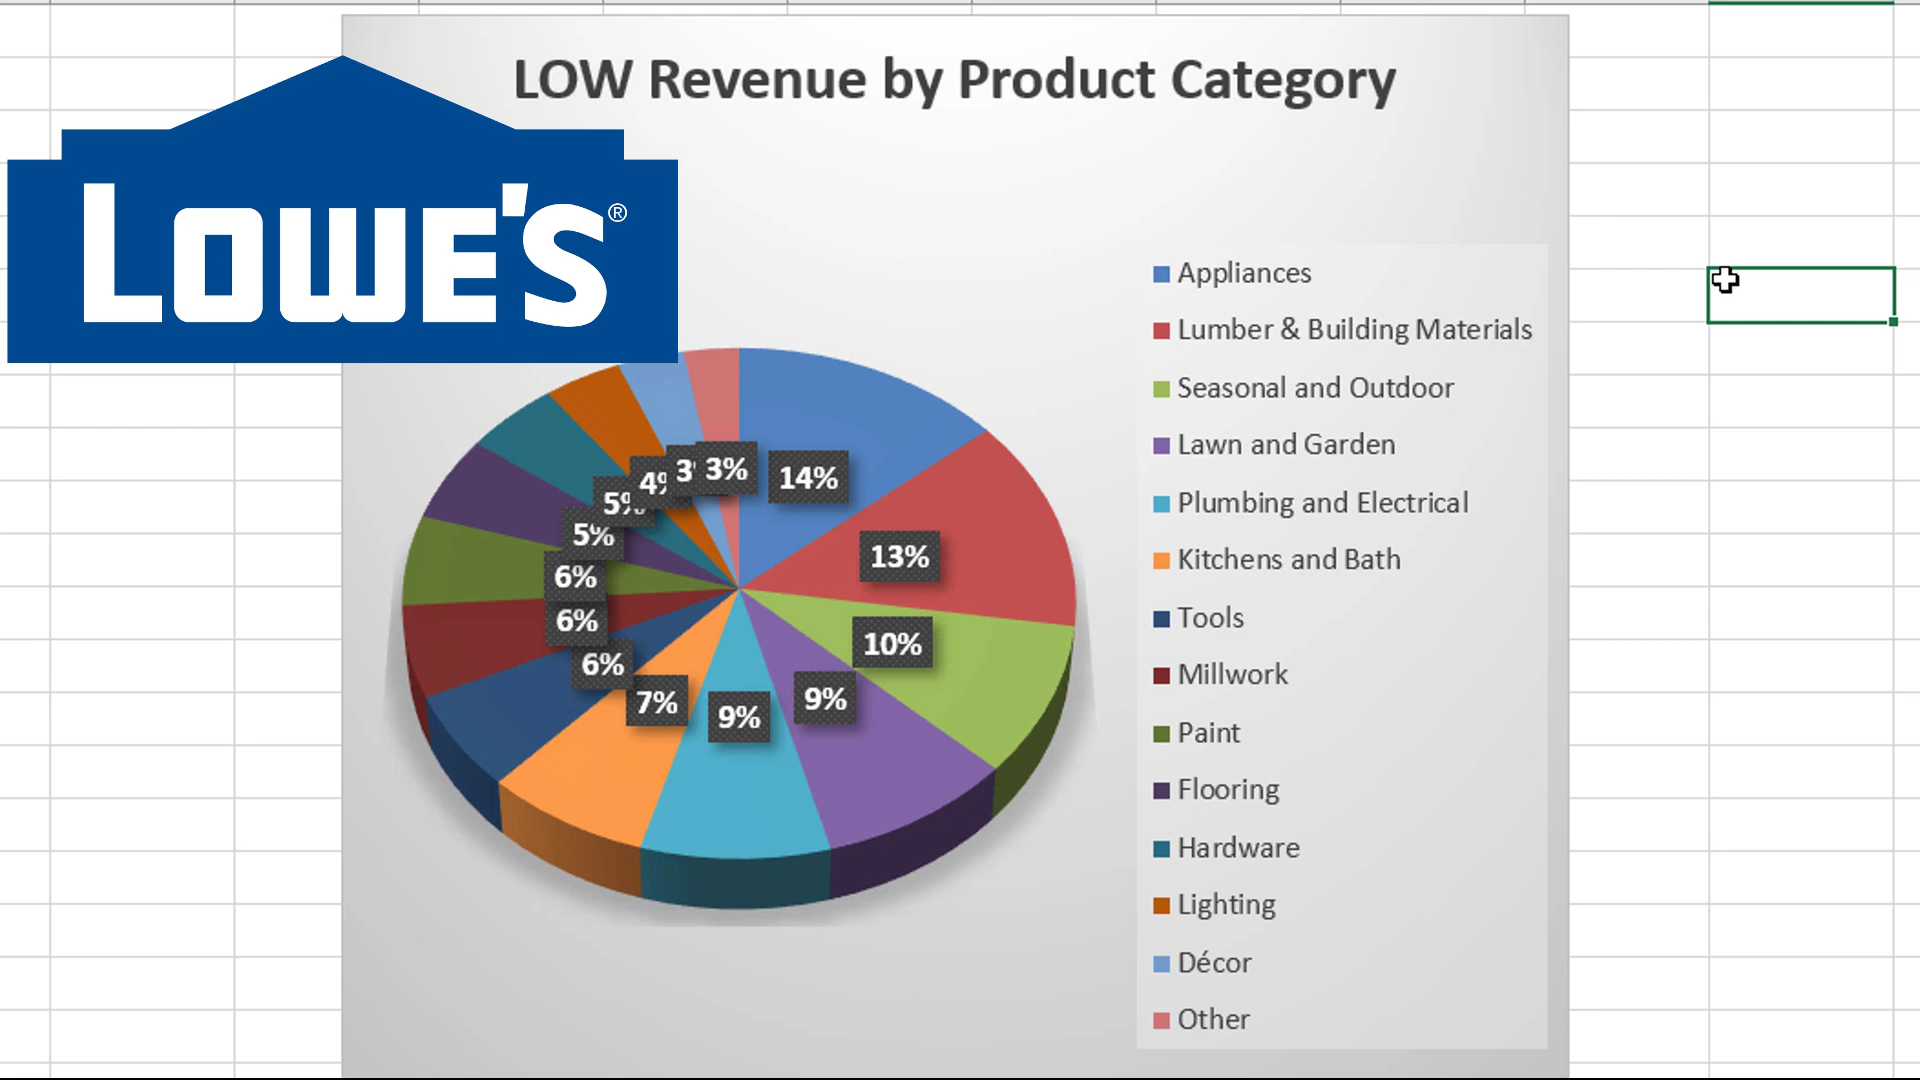 LOW Revenue by Product Category
LOWE'S®
Appliances
Lumber & Building Materials
Seasonal and Outdoor
Lawn and Garden
Plumbing and Electrical
Kitchens and Bath
Tools
Millwork
Paint
Flooring
Hardware
Lighting
Décor
Other
14%
13%
10%
9%
9%
7%
6%
6%
6%
5%
5%
4%
3%